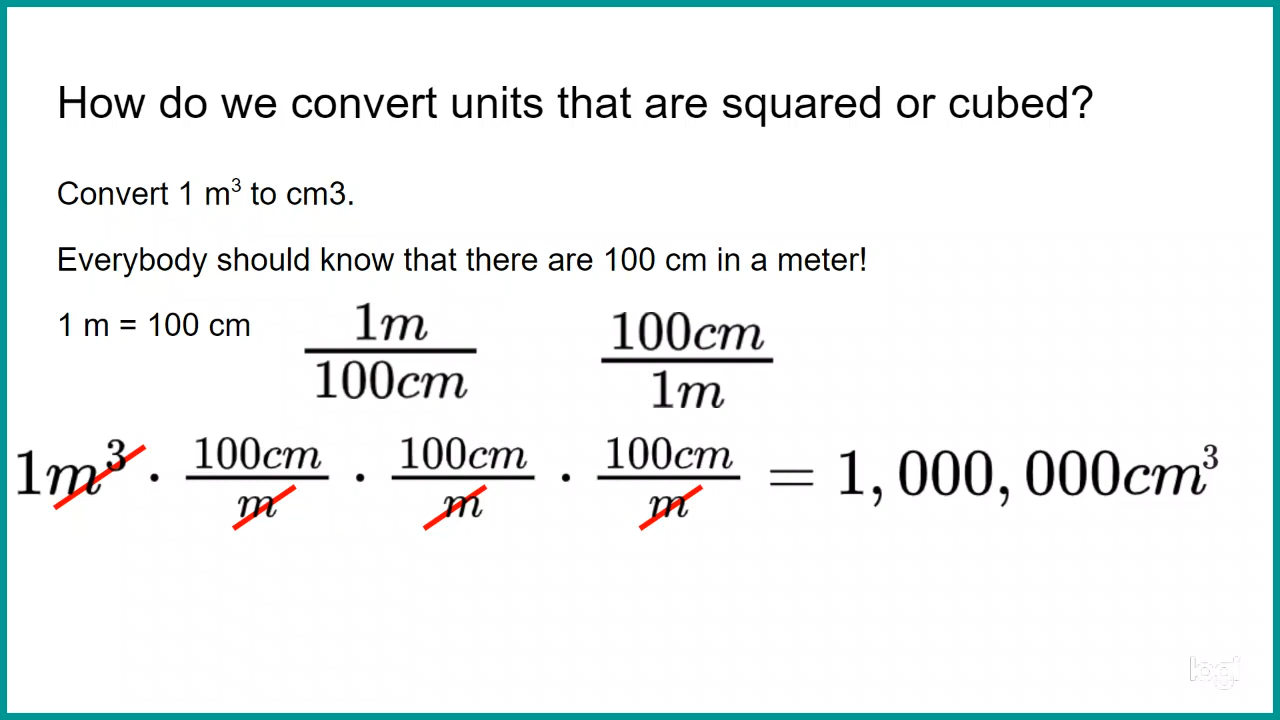 How do we convert units that are squared or cubed?
Convert 1 m³ to cm3.
Everybody should know that there are 100 cm in a meter!
1 m = 100 cm 1m/100cm 100cm/1m
1m³ · 100cm/m · 100cm/m · 100cm/m = 1,000,000cm³
logi